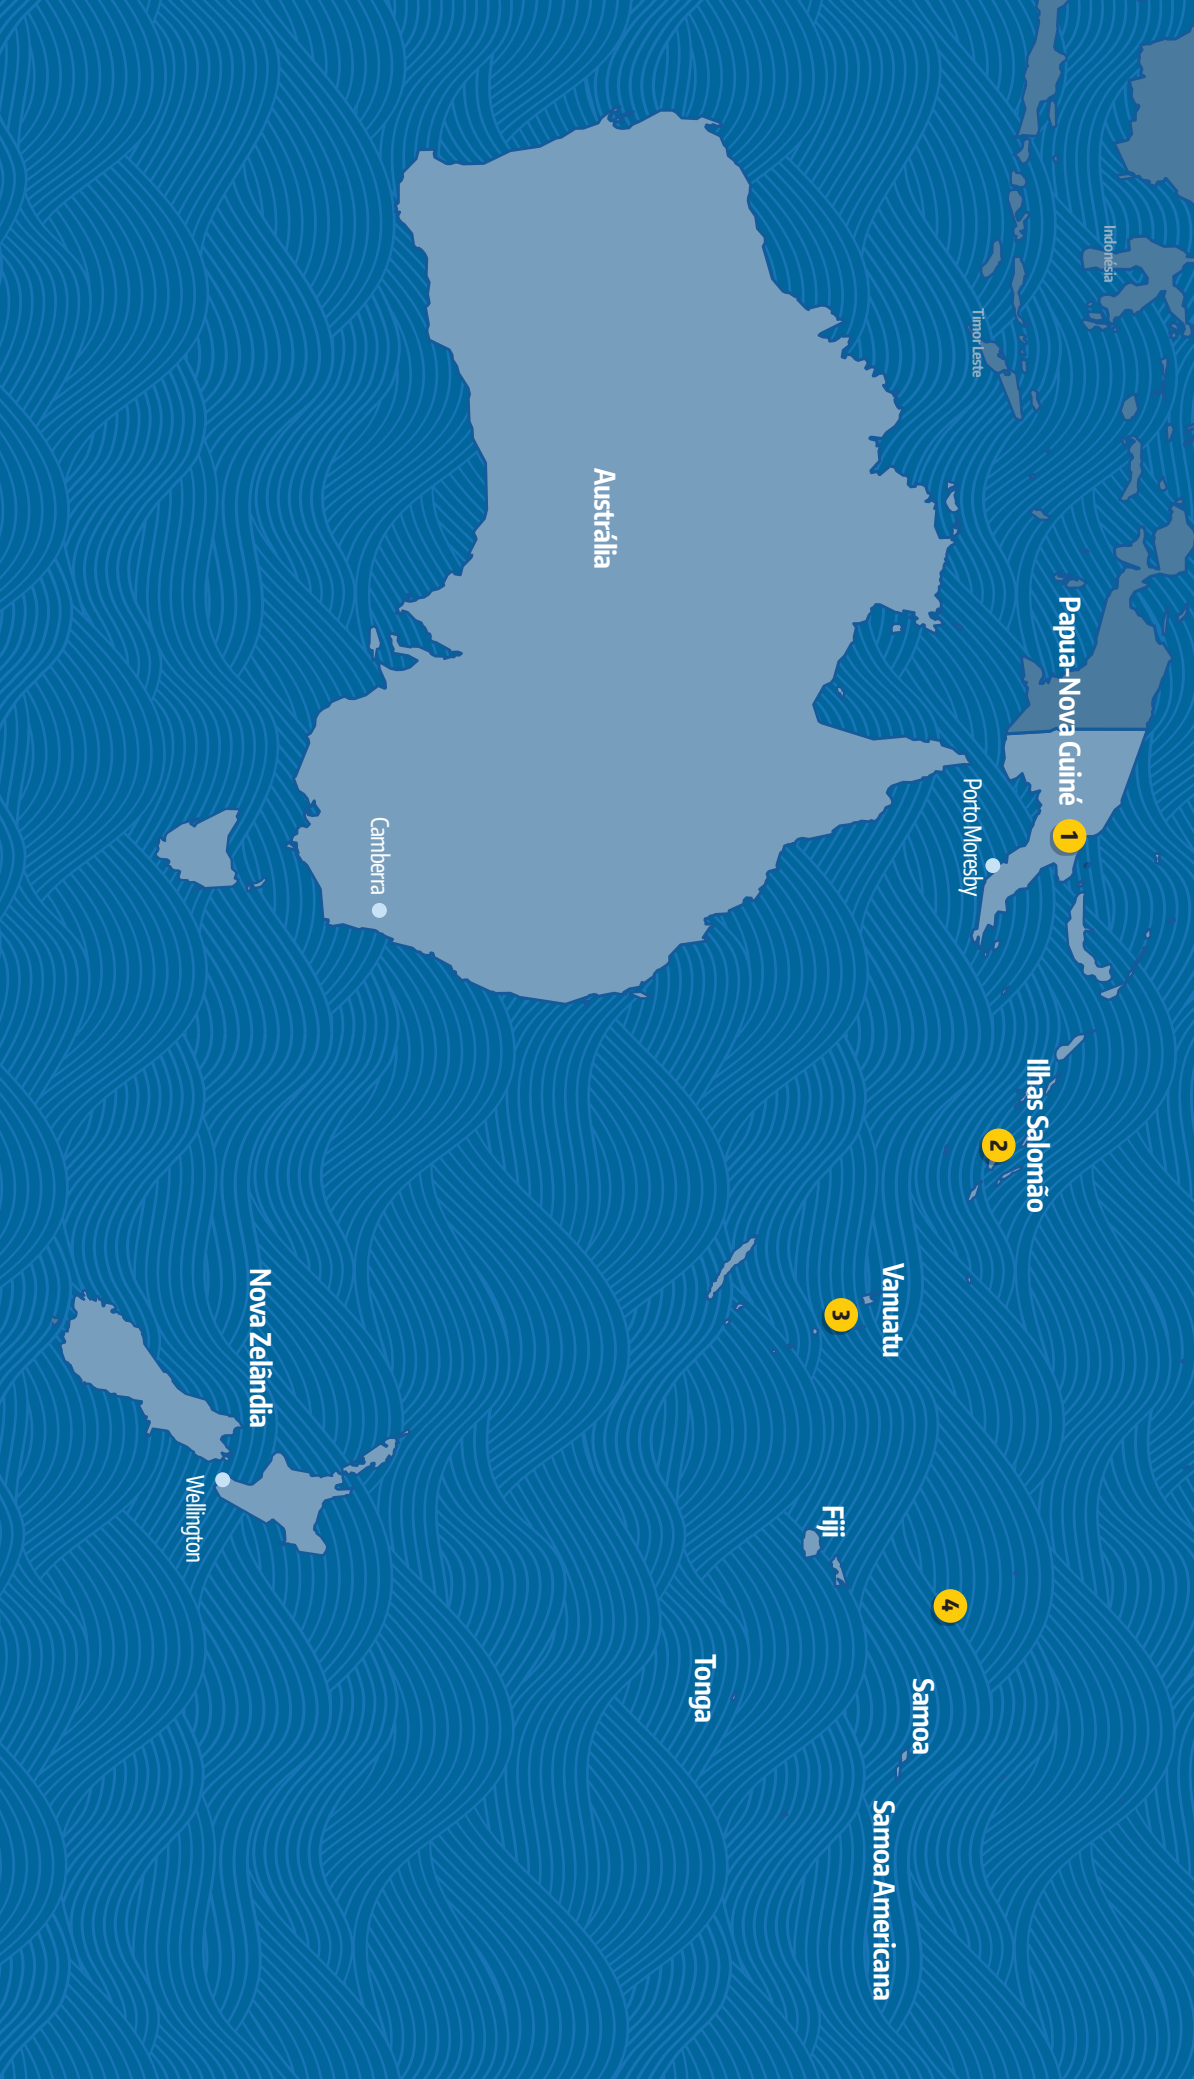 Indonésia
Timor Leste
Papua-Nova Guiné
1
Porto Moresby
Ilhas Salomão
2
Austrália
Vanuatu
3
4
Samoa
Fiji
Samoa Americana
Tonga
Camberra
Nova Zelândia
Wellington